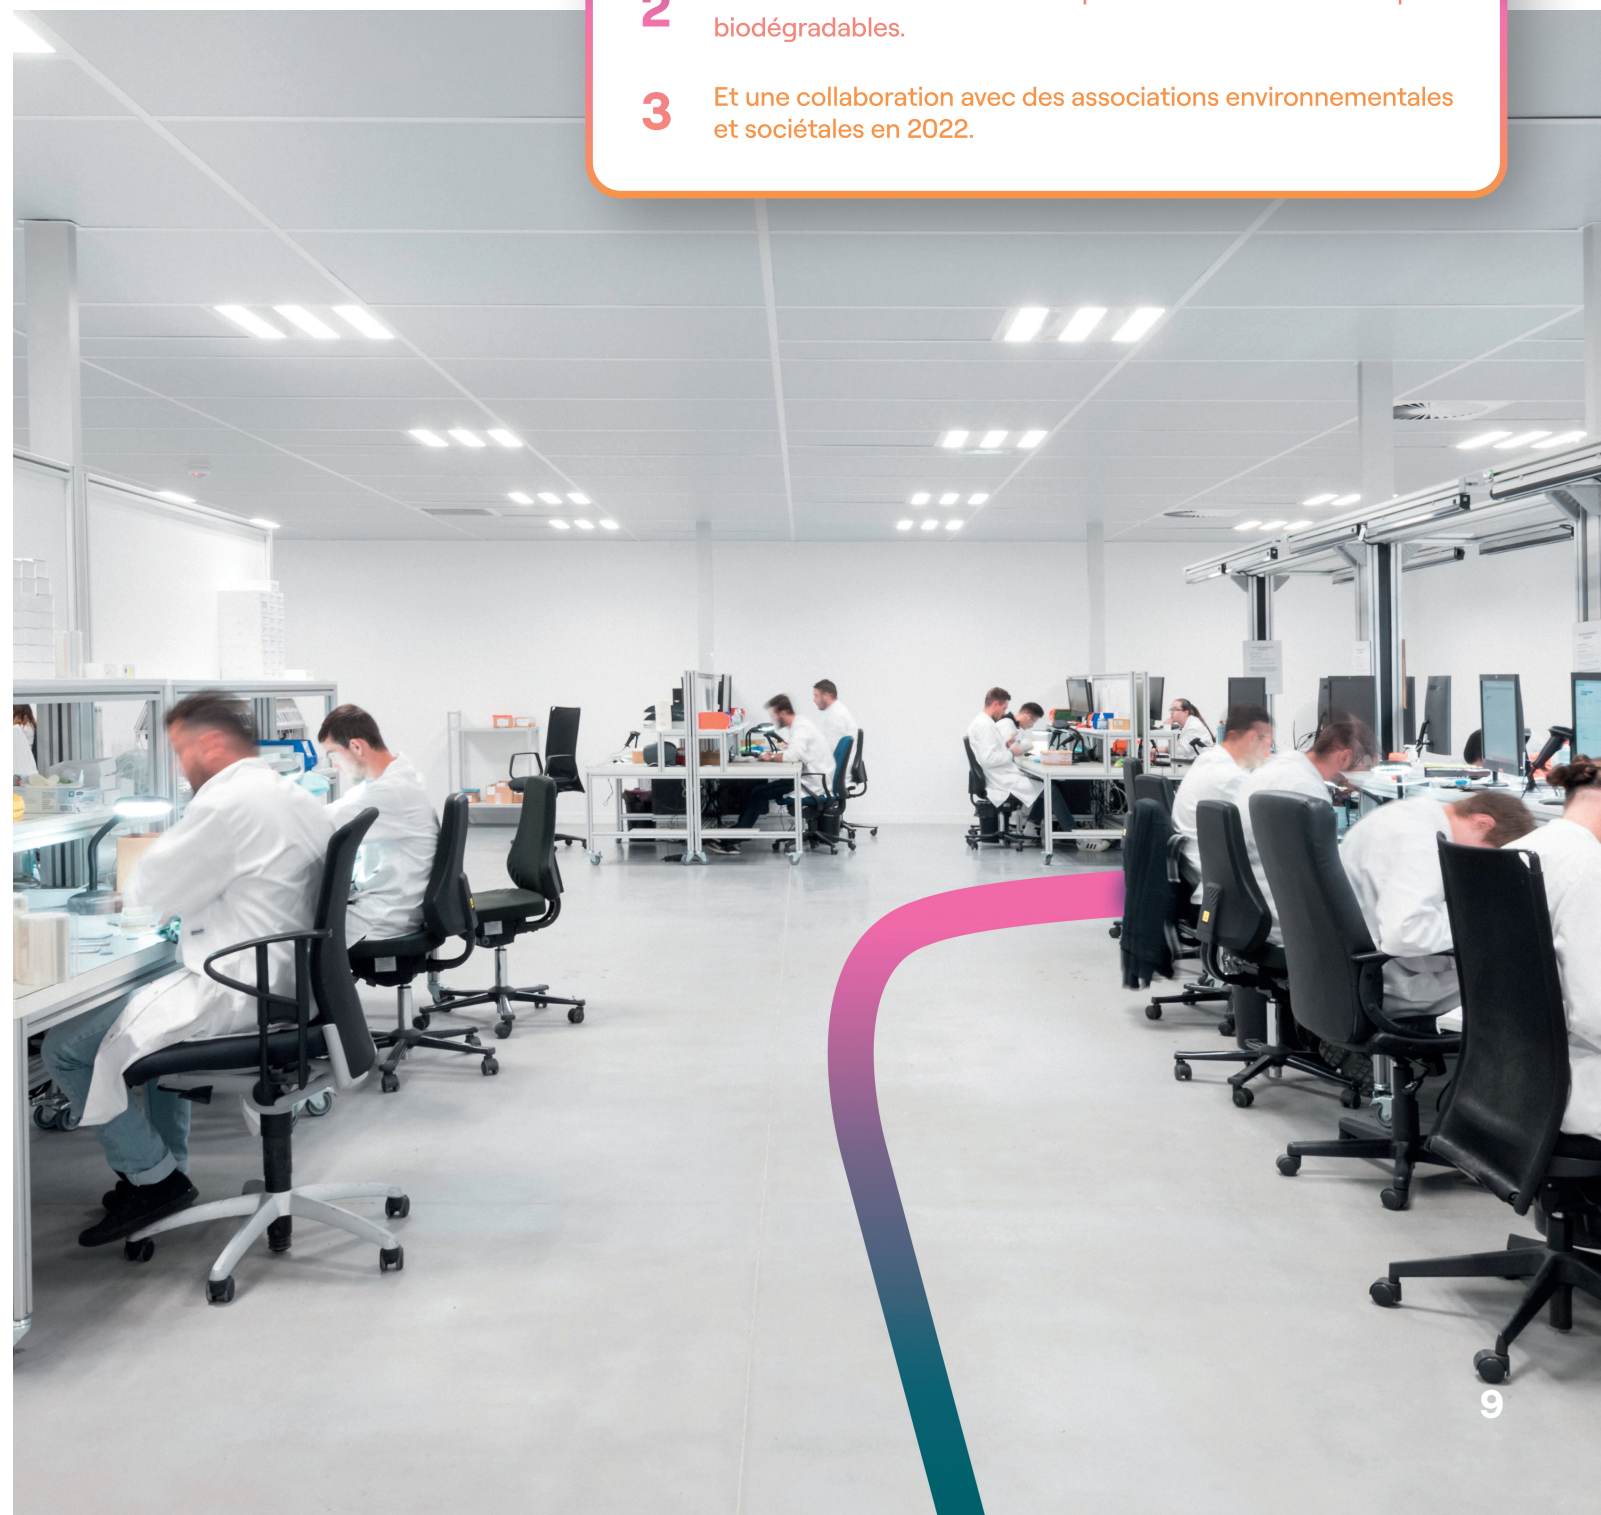 2
biodégradables.
3
Et une collaboration avec des associations environnementales
et sociétales en 2022.
9